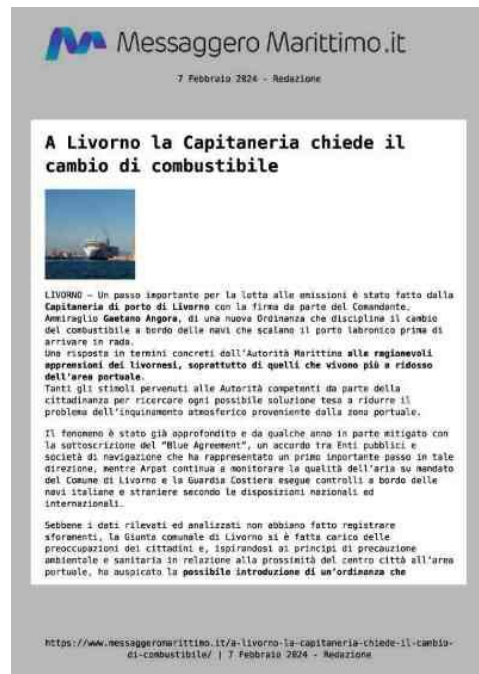 Messaggero Marittimo.it
7 Febbraio 2024 - Redazione
A Livorno la Capitaneria chiede il
cambio di combustibile
LIVORNO – Un passo importante per la lotta alle emissioni è stato fatto dalla
Capitaneria di porto di Livorno con la firma da parte del Comandante,
Ammiraglio Gaetano Angora, di una nuova Ordinanza che disciplina il cambio
del combustibile a bordo delle navi che scalano il porto labronico prima di
arrivare in rada.
Una risposta in termini concreti dall'Autorità Marittima alle ragionevoli
apprensioni dei livornesi, soprattutto di quelli che vivono più a ridosso
dell'area portuale.
Tanti gli stimoli pervenuti alle Autorità competenti da parte della
cittadinanza per ricercare ogni possibile soluzione tesa a ridurre il
problema dell'inquinamento atmosferico proveniente dalla zona portuale.
Il fenomeno è stato già approfondito e da qualche anno in parte mitigato con
la sottoscrizione del "Blue Agreement", un accordo tra Enti pubblici e
società di navigazione che ha rappresentato un primo importante passo in tale
direzione, mentre Arpat continua a monitorare la qualità dell'aria su mandato
del Comune di Livorno e la Guardia Costiera esegue controlli a bordo delle
navi italiane e straniere secondo le disposizioni nazionali ed
internazionali.
Sebbene i dati rilevati ed analizzati non abbiano fatto registrare
sforamenti, la Giunta comunale di Livorno si è fatta carico delle
preoccupazioni dei cittadini e, ispirandosi ai principi di precauzione
ambientale e sanitaria in relazione alla prossimità del centro città all'area
portuale, ha auspicato la possibile introduzione di un'ordinanza che
https://www.messaggeromarittimo.it/a-livorno-la-capitaneria-chiede-il-cambio-
di-combustibile/ | 7 Febbraio 2024 - Redazione